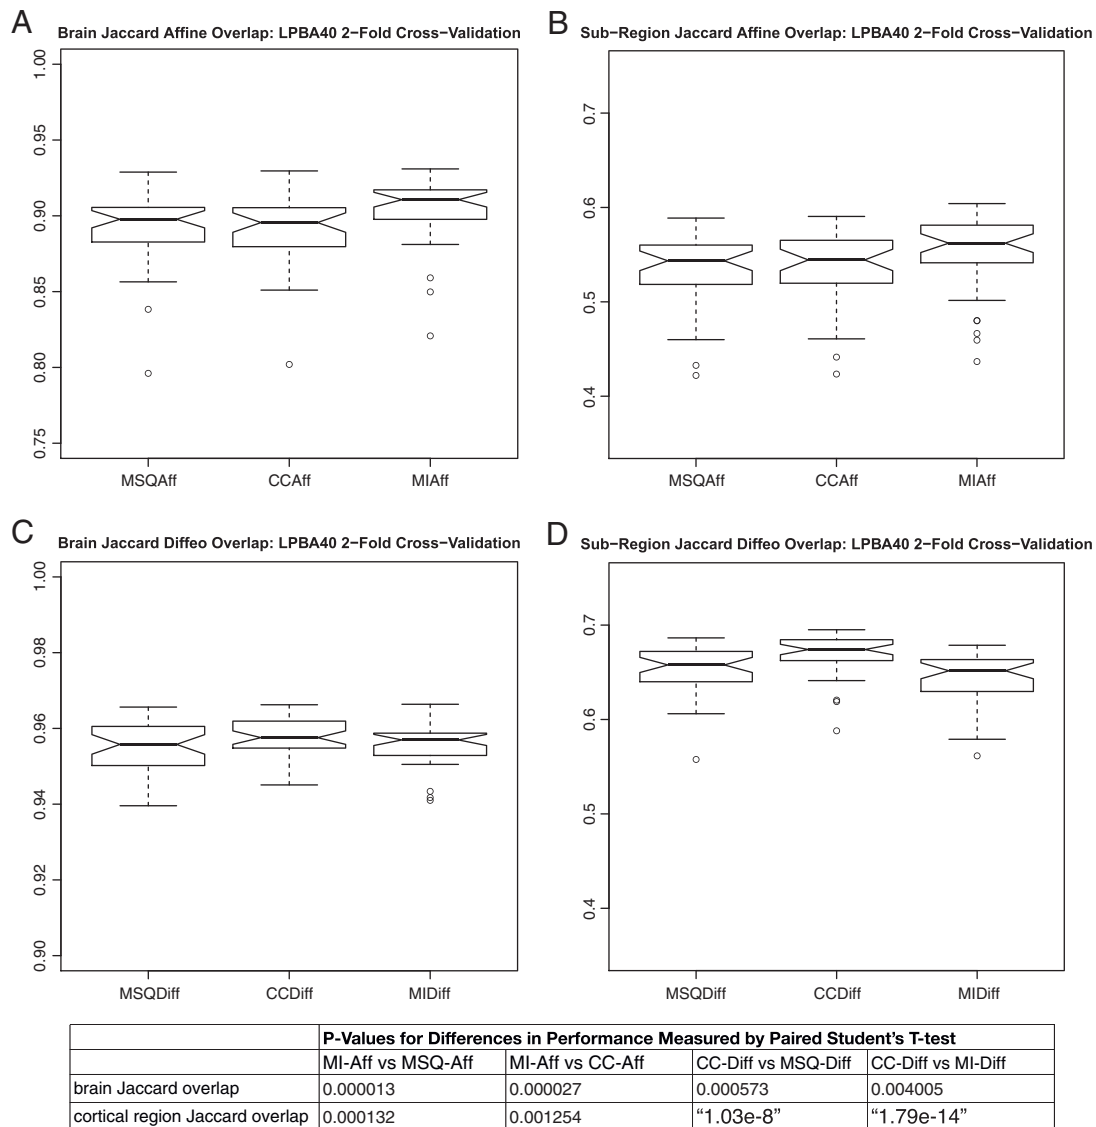 A
Brain Jaccard Affine Overlap: LPBA40 2−Fold Cross−Validation
1.00
0.95
0.90
0.85
0.80
0.75
MSQAff CCAff MIAff
B
Sub−Region Jaccard Affine Overlap: LPBA40 2−Fold Cross−Validation
0.7
0.6
0.5
0.4
MSQAff CCAff MIAff
C
Brain Jaccard Diffeo Overlap: LPBA40 2−Fold Cross−Validation
1.00
0.98
0.96
0.94
0.92
0.90
MSQDiff CCDiff MIDiff
D
Sub−Region Jaccard Diffeo Overlap: LPBA40 2−Fold Cross−Validation
0.7
0.6
0.5
0.4
MSQDiff CCDiff MIDiff
P-Values for Differences in Performance Measured by Paired Student's T-test
MI-Aff vs MSQ-Aff MI-Aff vs CC-Aff CC-Diff vs MSQ-Diff CC-Diff vs MI-Diff
brain Jaccard overlap 0.000013 0.000027 0.000573 0.004005
cortical region Jaccard overlap 0.000132 0.001254 “1.03e-8” “1.79e-14”